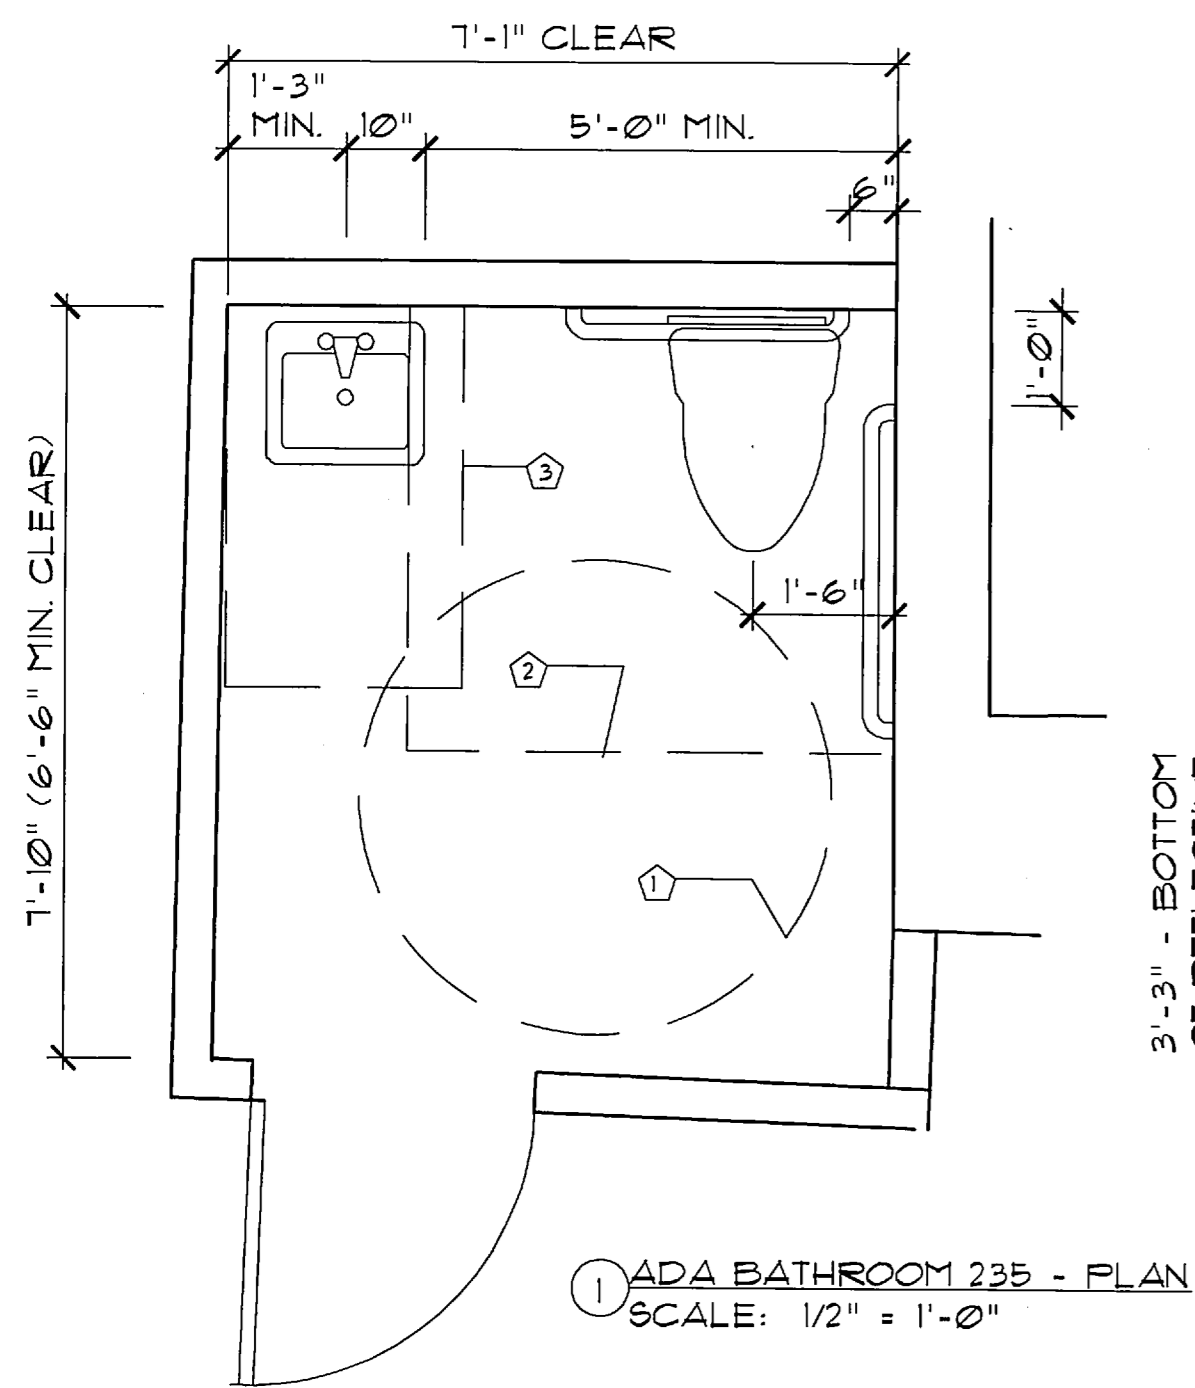 7'-1" CLEAR
1'-3"
MIN.
10"
5'-0" MIN.
6"
1'-0"
7'-10" (6'-6" MIN. CLEAR)
3
1'-6"
2
1
3'-3" - BOTTOM
1
ADA BATHROOM 235 - PLAN
SCALE: 1/2" = 1'-0"